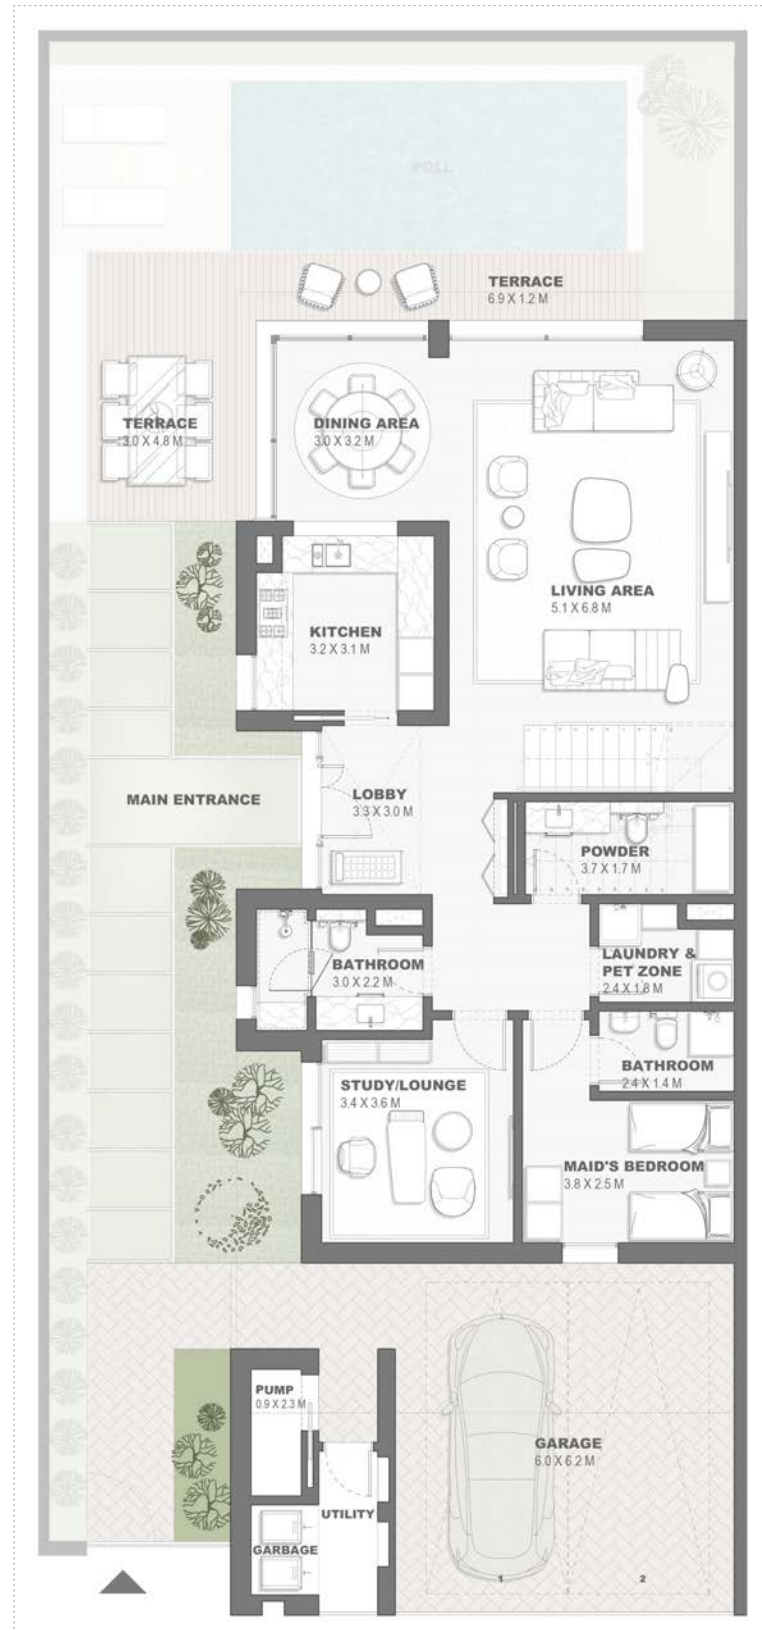 POLL
TERRACE
6.9 X 1.2 M
TERRACE
3.0 X 4.8 M
DINING AREA
3.0 X 3.2 M
LIVING AREA
5.1 X 6.8 M
KITCHEN
3.2 X 3.1 M
MAIN ENTRANCE
LOBBY
3.3 X 3.0 M
POWDER
3.7 X 1.7 M
BATHROOM
3.0 X 2.2 M
LAUNDRY &
PET ZONE
2.4 X 1.8 M
STUDY/LOUNGE
3.4 X 3.6 M
BATHROOM
2.4 X 1.4 M
MAID'S BEDROOM
3.8 X 2.5 M
PUMP
0.9 X 2.3 M
GARAGE
6.0 X 6.2 M
UTILITY
GARBAGE
1
2